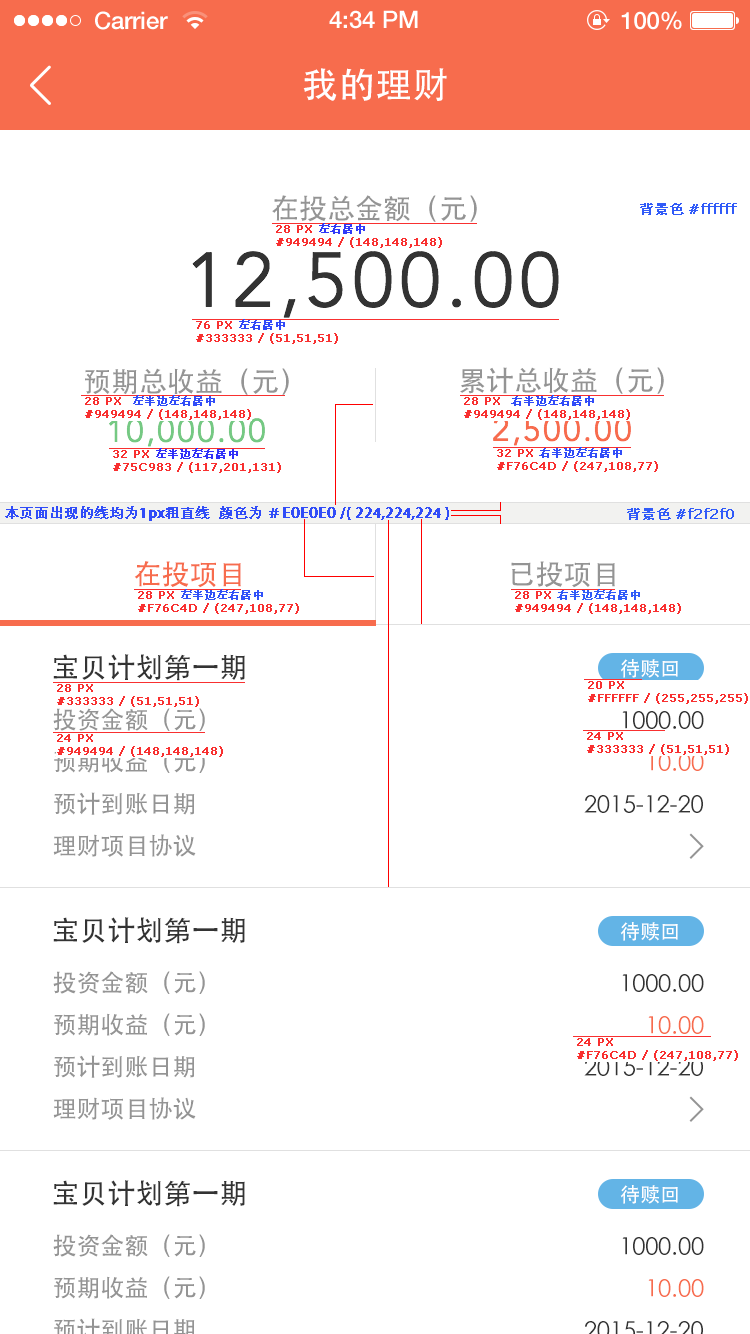 Carrier 4:34 PM 100%
我的理财
在投总金额（元）
背景色 #ffffff
28 PX 左右居中
#949494 / (148,148,148)
12,500.00
76 PX 左右居中
#333333 / (51,51,51)
预期总收益（元） 累计总收益（元）
28 PX 左半边左右居中 28 PX 右半边左右居中
#949494 / (148,148,148) #949494 / (148,148,148)
10,000.00 2,500.00
32 PX 左半边左右居中 32 PX 右半边左右居中
#75C983 / (117,201,131) #F76C4D / (247,108,77)
本页面出现的线均为1px粗直线 颜色为 #E0E0E0 /( 224,224,224 ) 背景色 #f2f2f0
在投项目 已投项目
28 PX 左半边左右居中 28 PX 右半边左右居中
#F76C4D / (247,108,77) #949494 / (148,148,148)
宝贝计划第一期 待赎回
28 PX 20 PX
#333333 / (51,51,51) #FFFFFF / (255,255,255)
投资金额（元） 1000.00
24 PX 24 PX
#949494 / (148,148,148) #333333 / (51,51,51)
预期收益（元） 10.00
预计到账日期 2015-12-20
理财项目协议
宝贝计划第一期 待赎回
投资金额（元） 1000.00
预期收益（元） 10.00
24 PX
#F76C4D / (247,108,77)
预计到账日期 2015-12-20
理财项目协议
宝贝计划第一期 待赎回
投资金额（元） 1000.00
预期收益（元） 10.00
预计到账日期 2015-12-20